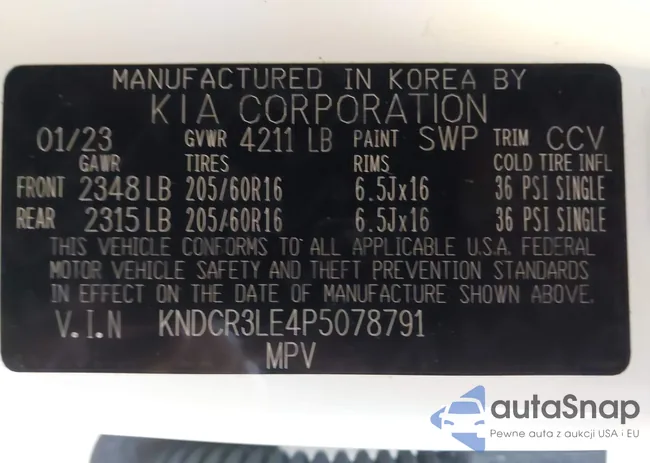 MANUFACTURED IN KOREA BY
KIA CORPORATION
01/23 GVWR 4211 LB PAINT SWP TRIM CCV
GAWR TIRES RIMS COLD TIRE INFL
FRONT 2348 LB 205/60R16 6.5Jx16 36 PSI SINGLE
REAR 2315 LB 205/60R16 6.5Jx16 36 PSI SINGLE
THIS VEHICLE CONFORMS TO ALL APPLICABLE U.S.A. FEDERAL
MOTOR VEHICLE SAFETY AND THEFT PREVENTION STANDARDS
IN EFFECT ON THE DATE OF MANUFACTURE SHOWN ABOVE.
V.I.N KNDCR3LE4P5078791
MPV
autoSnap
Pewne auta z aukcji USA i EU